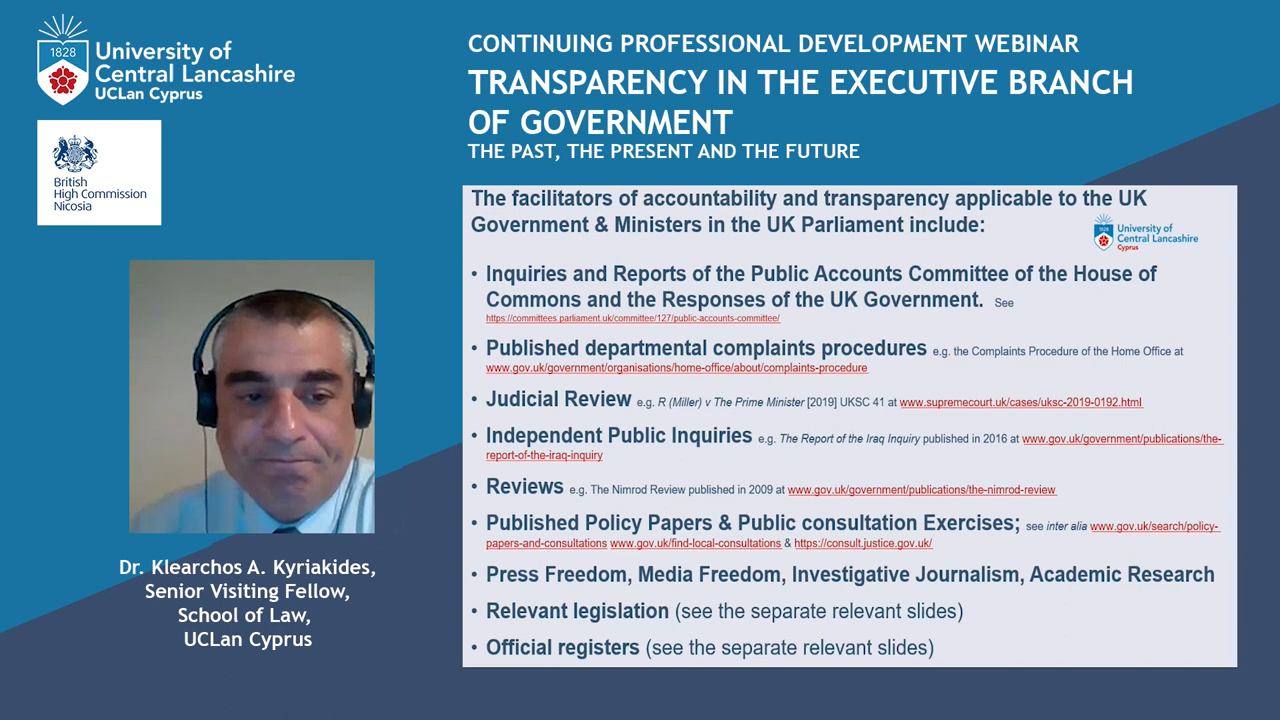 1828
University of
Central Lancashire
UCLan Cyprus
British
High Commission
Nicosia
CONTINUING PROFESSIONAL DEVELOPMENT WEBINAR
TRANSPARENCY IN THE EXECUTIVE BRANCH
OF GOVERNMENT
THE PAST, THE PRESENT AND THE FUTURE
The facilitators of accountability and transparency applicable to the UK
Government & Ministers in the UK Parliament include:
1828
University of
Central Lancashire
Cyprus
• Inquiries and Reports of the Public Accounts Committee of the House of
Commons and the Responses of the UK Government. See
https://committees.parliament.uk/committee/127/public-accounts-committee/
• Published departmental complaints procedures e.g. the Complaints Procedure of the Home Office at
www.gov.uk/government/organisations/home-office/about/complaints-procedure
• Judicial Review e.g. R (Miller) v The Prime Minister [2019] UKSC 41 at www.supremecourt.uk/cases/uksc-2019-0192.html
• Independent Public Inquiries e.g. The Report of the Iraq Inquiry published in 2016 at www.gov.uk/government/publications/the-
report-of-the-iraq-inquiry
• Reviews e.g. The Nimrod Review published in 2009 at www.gov.uk/government/publications/the-nimrod-review
• Published Policy Papers & Public consultation Exercises; see inter alia www.gov.uk/search/policy-
papers-and-consultations www.gov.uk/find-local-consultations & https://consult.justice.gov.uk/
• Press Freedom, Media Freedom, Investigative Journalism, Academic Research
• Relevant legislation (see the separate relevant slides)
• Official registers (see the separate relevant slides)
Dr. Klearchos A. Kyriakides,
Senior Visiting Fellow,
School of Law,
UCLan Cyprus